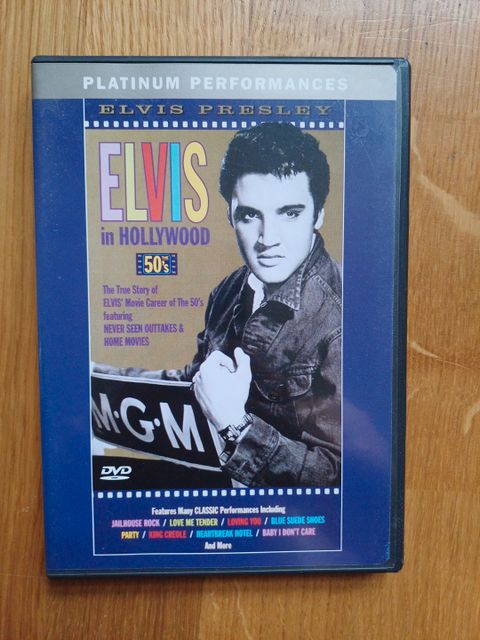 PLATINUM PERFORMANCES
ELVIS PRESLEY
ELVIS
in HOLLYWOOD
50's
The True Story of
ELVIS' Movie Career of The 50's
featuring
NEVER SEEN OUTTAKES &
HOME MOVIES
M·G·M
DVD
Features Many CLASSIC Performances Including
JAILHOUSE ROCK / LOVE ME TENDER / LOVING YOU / BLUE SUEDE SHOES
PARTY / KING CREOLE / HEARTBREAK HOTEL / BABY I DON'T CARE
And More